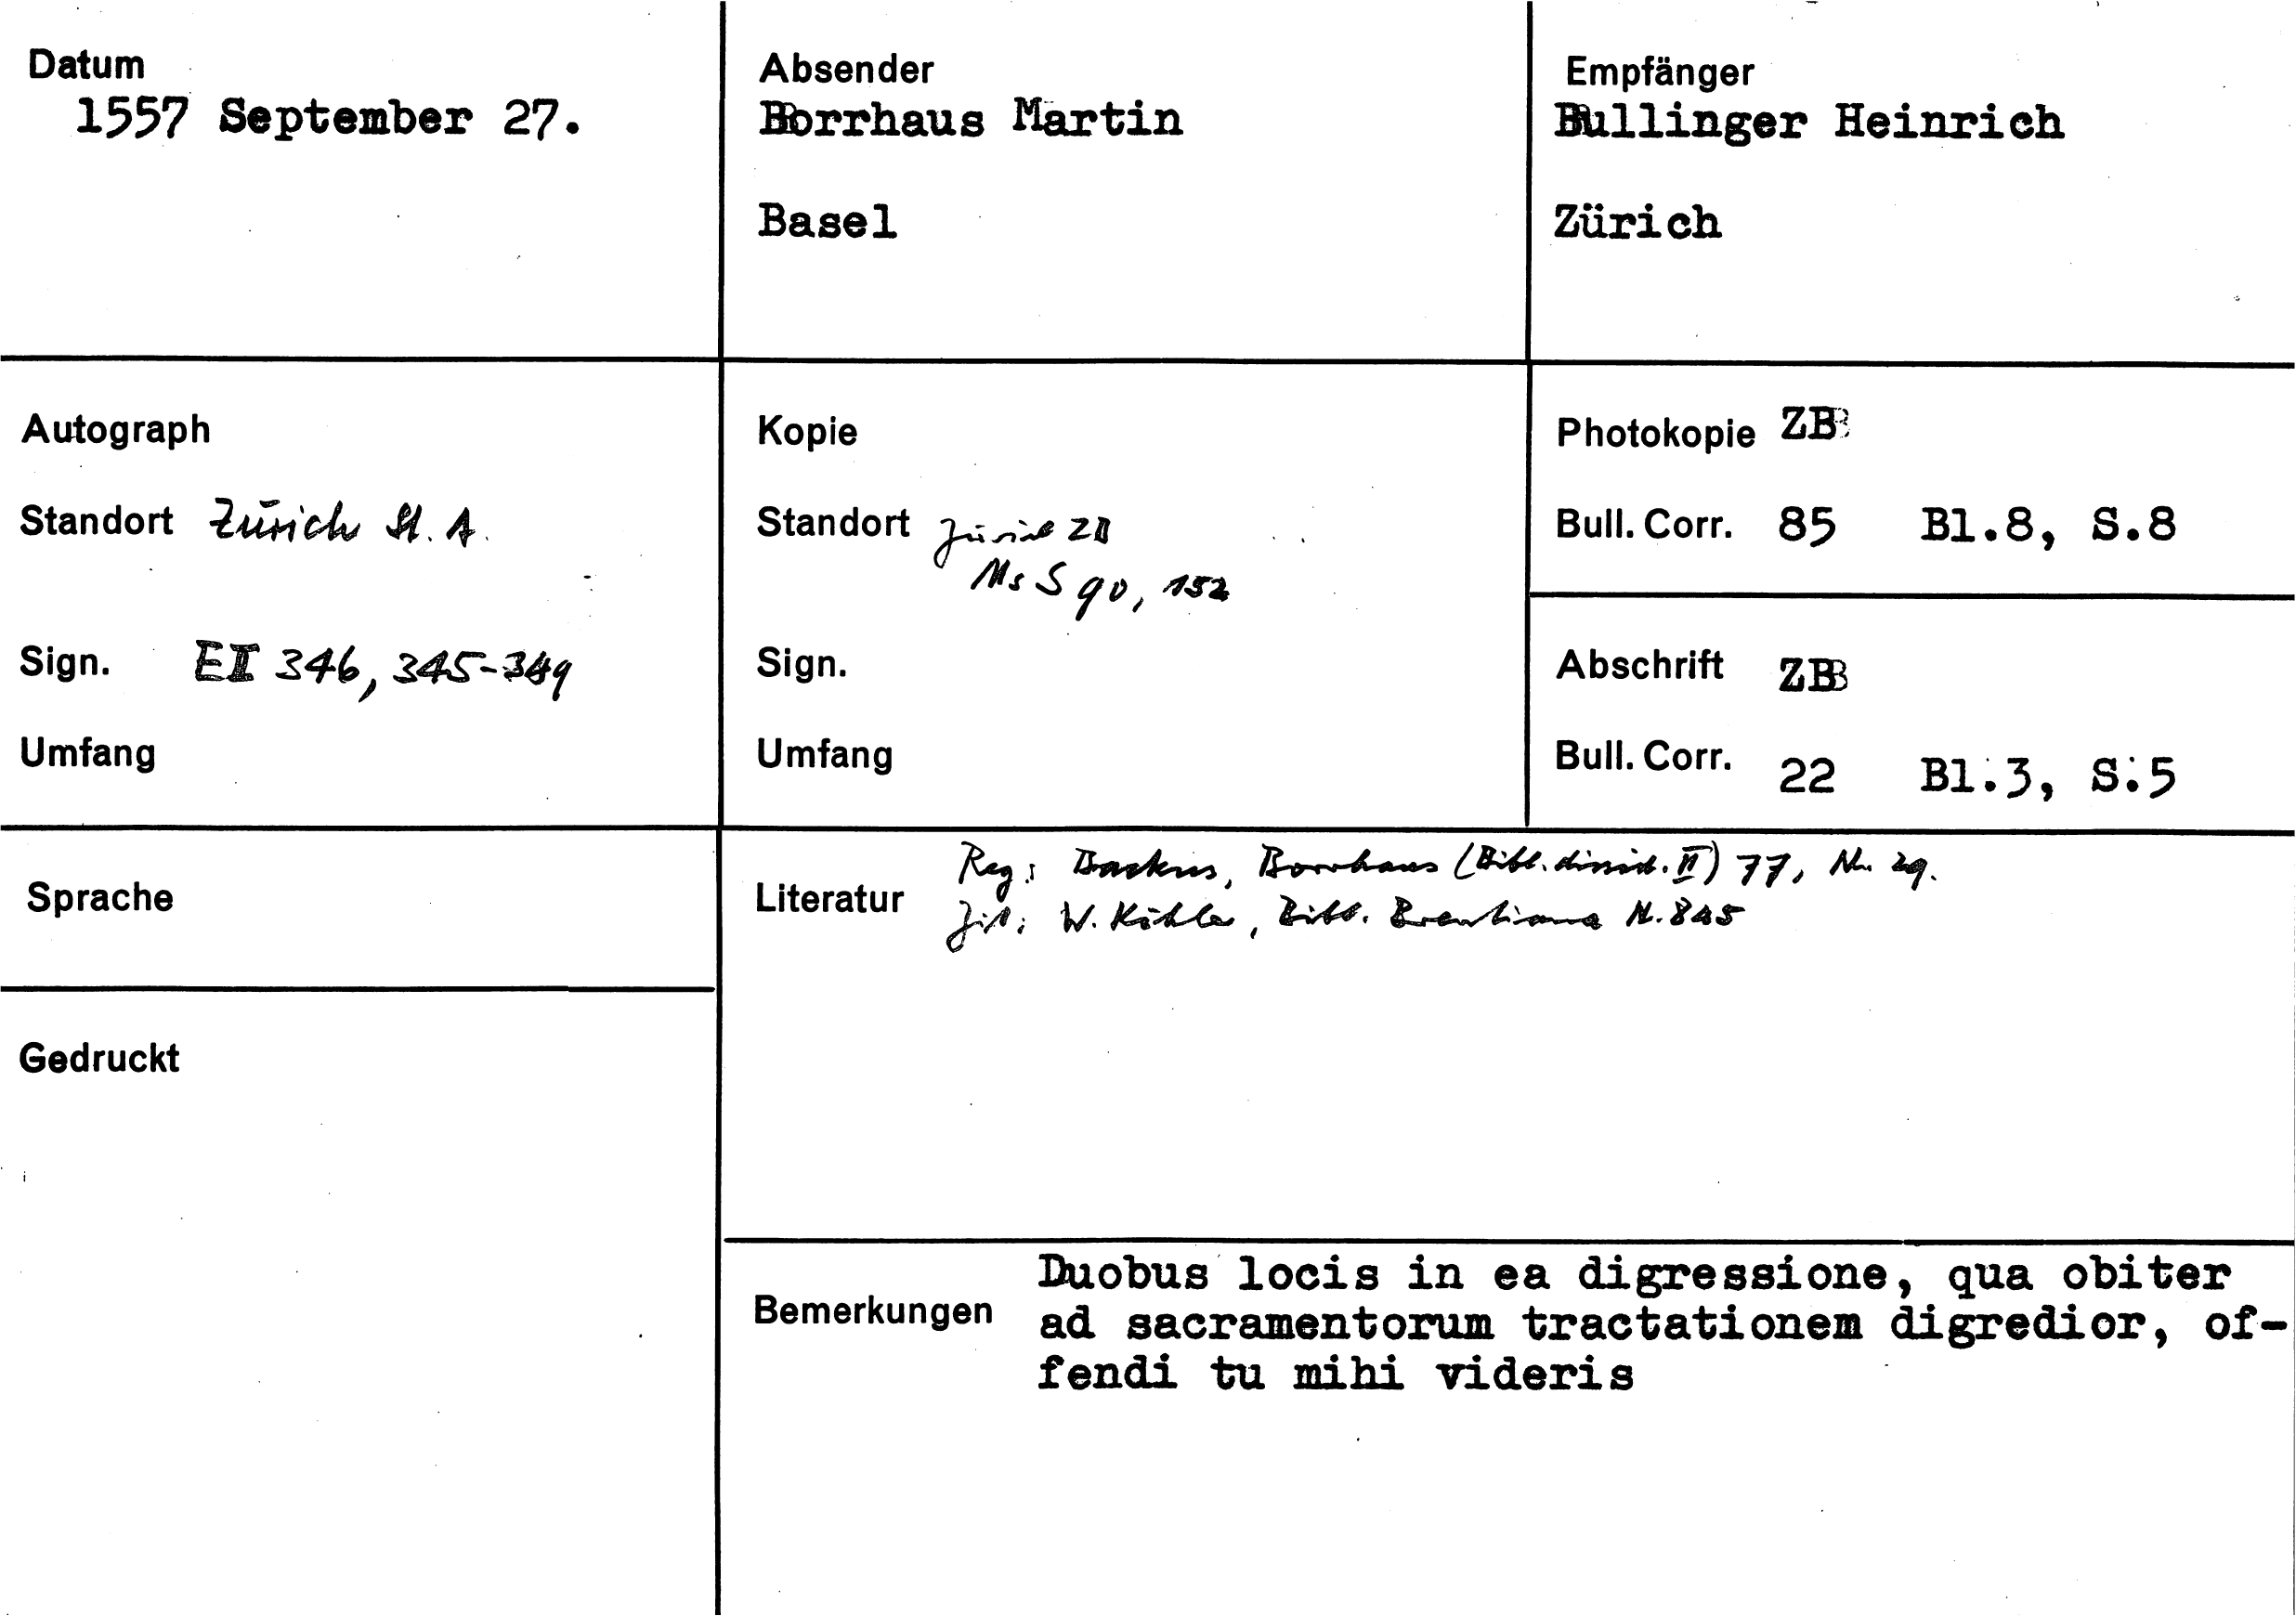 Datum
1557 September 27.
Absender
Borrhaus Martin
Basel
Empfänger
Bullinger Heinrich
Zürich
Autograph
Standort Zürich St. A.
Sign. EII 346, 345-349
Umfang
Kopie
Standort Zürich ZB
Ms S 90, 152
Sign.
Umfang
Photokopie ZB
Bull. Corr. 85 Bl.8, S.8
Abschrift ZB
Bull. Corr. 22 Bl.3, S.5
Sprache
Gedruckt
Literatur
Reg: Backus, Borrhaus (Bibl. dissid. II) 77, Nr. 29.
Zit: W. Köhler, Bibl. Brentiana N. 845
Bemerkungen
Duobus locis in ea digressione, qua obiter
ad sacramentorum tractationem digredior, of-
fendi tu mihi videris